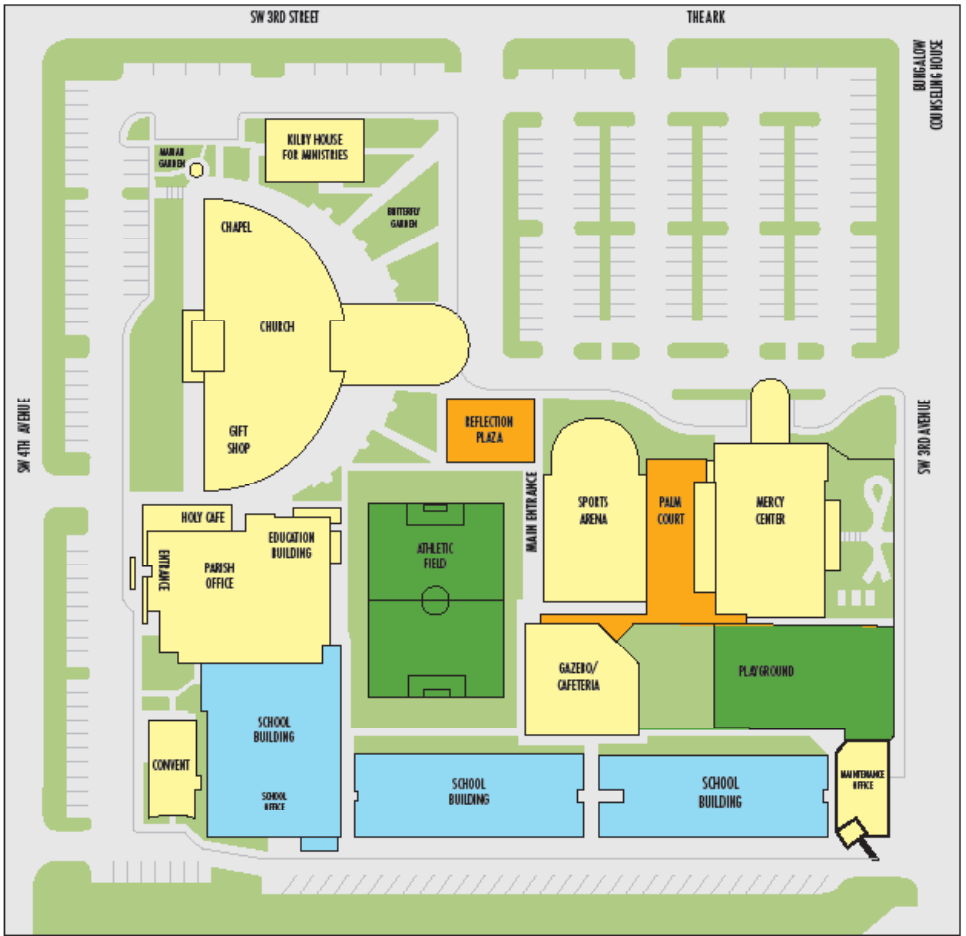 SW 3RD STREET
THE ARK
BUNGALOW
COUNSELING HOUSE
KILBY HOUSE
FOR MINISTRIES
MARIAN
GARDEN
BUTTERFLY
GARDEN
CHAPEL
CHURCH
GIFT
SHOP
SW 4TH AVENUE
SW 3RD AVENUE
REFLECTION
PLAZA
MAIN ENTRANCE
SPORTS
ARENA
PALM
COURT
MERCY
CENTER
HOLY CAFE
EDUCATION
BUILDING
ENTRANCE
PARISH
OFFICE
ATHLETIC
FIELD
GAZEBO/
CAFETERIA
PLAYGROUND
SCHOOL
BUILDING
SCHOOL
OFFICE
CONVENT
SCHOOL
BUILDING
SCHOOL
BUILDING
MAINTENANCE
OFFICE